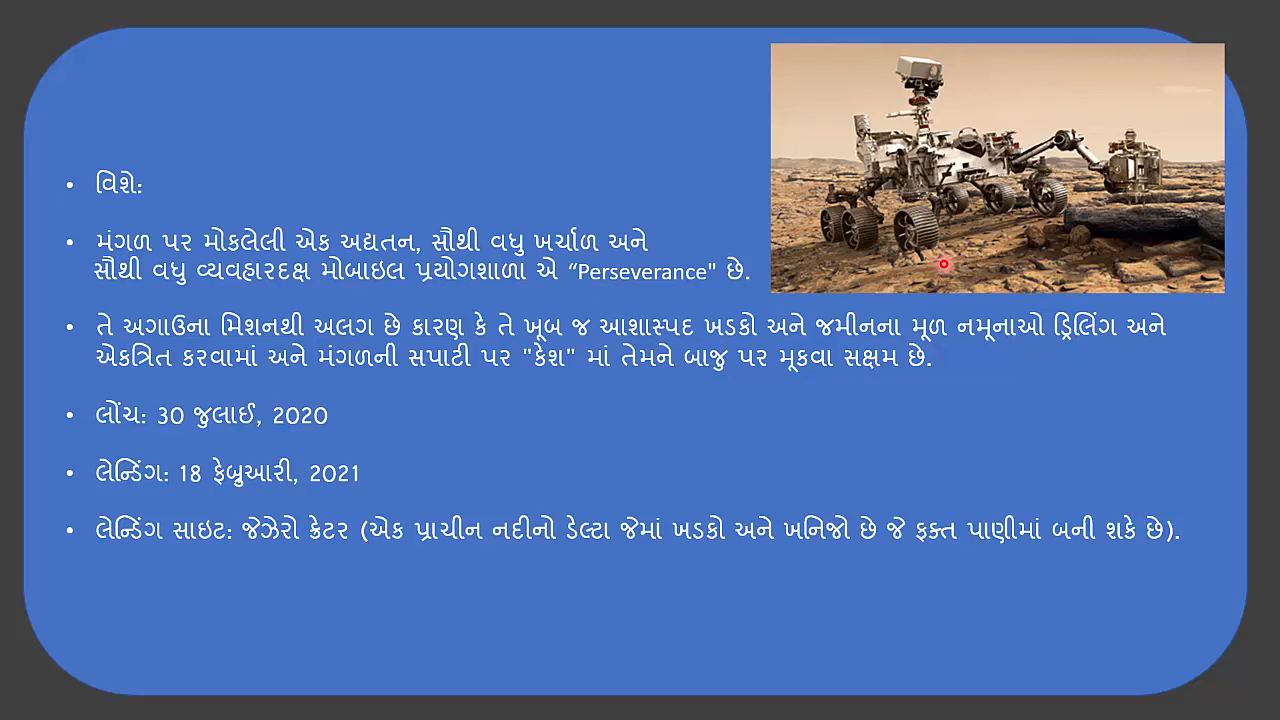 • વિશે:
• મંગળ પર મોકલેલી એક અદ્યતન, સૌથી વધુ ખર્ચાળ અને
સૌથી વધુ વ્યવહારદક્ષ મોબાઇલ પ્રયોગશાળા એ “Perseverance" છે.
• તે અગાઉના મિશનથી અલગ છે કારણ કે તે ખૂબ જ આશાસ્પદ ખડકો અને જમીનના મૂળ નમૂનાઓ ડ્રિલિંગ અને
એકત્રિત કરવામાં અને મંગળની સપાટી પર "કેશ" માં તેમને બાજુ પર મૂકવા સક્ષમ છે.
• લોંચ: 30 જુલાઈ, 2020
• લેન્ડિંગ: 18 ફેબ્રુઆરી, 2021
• લેન્ડિંગ સાઇટ: જેઝેરો ક્રેટર (એક પ્રાચીન નદીનો ડેલ્ટા જેમાં ખડકો અને ખનિજો છે જે ફક્ત પાણીમાં બની શકે છે).